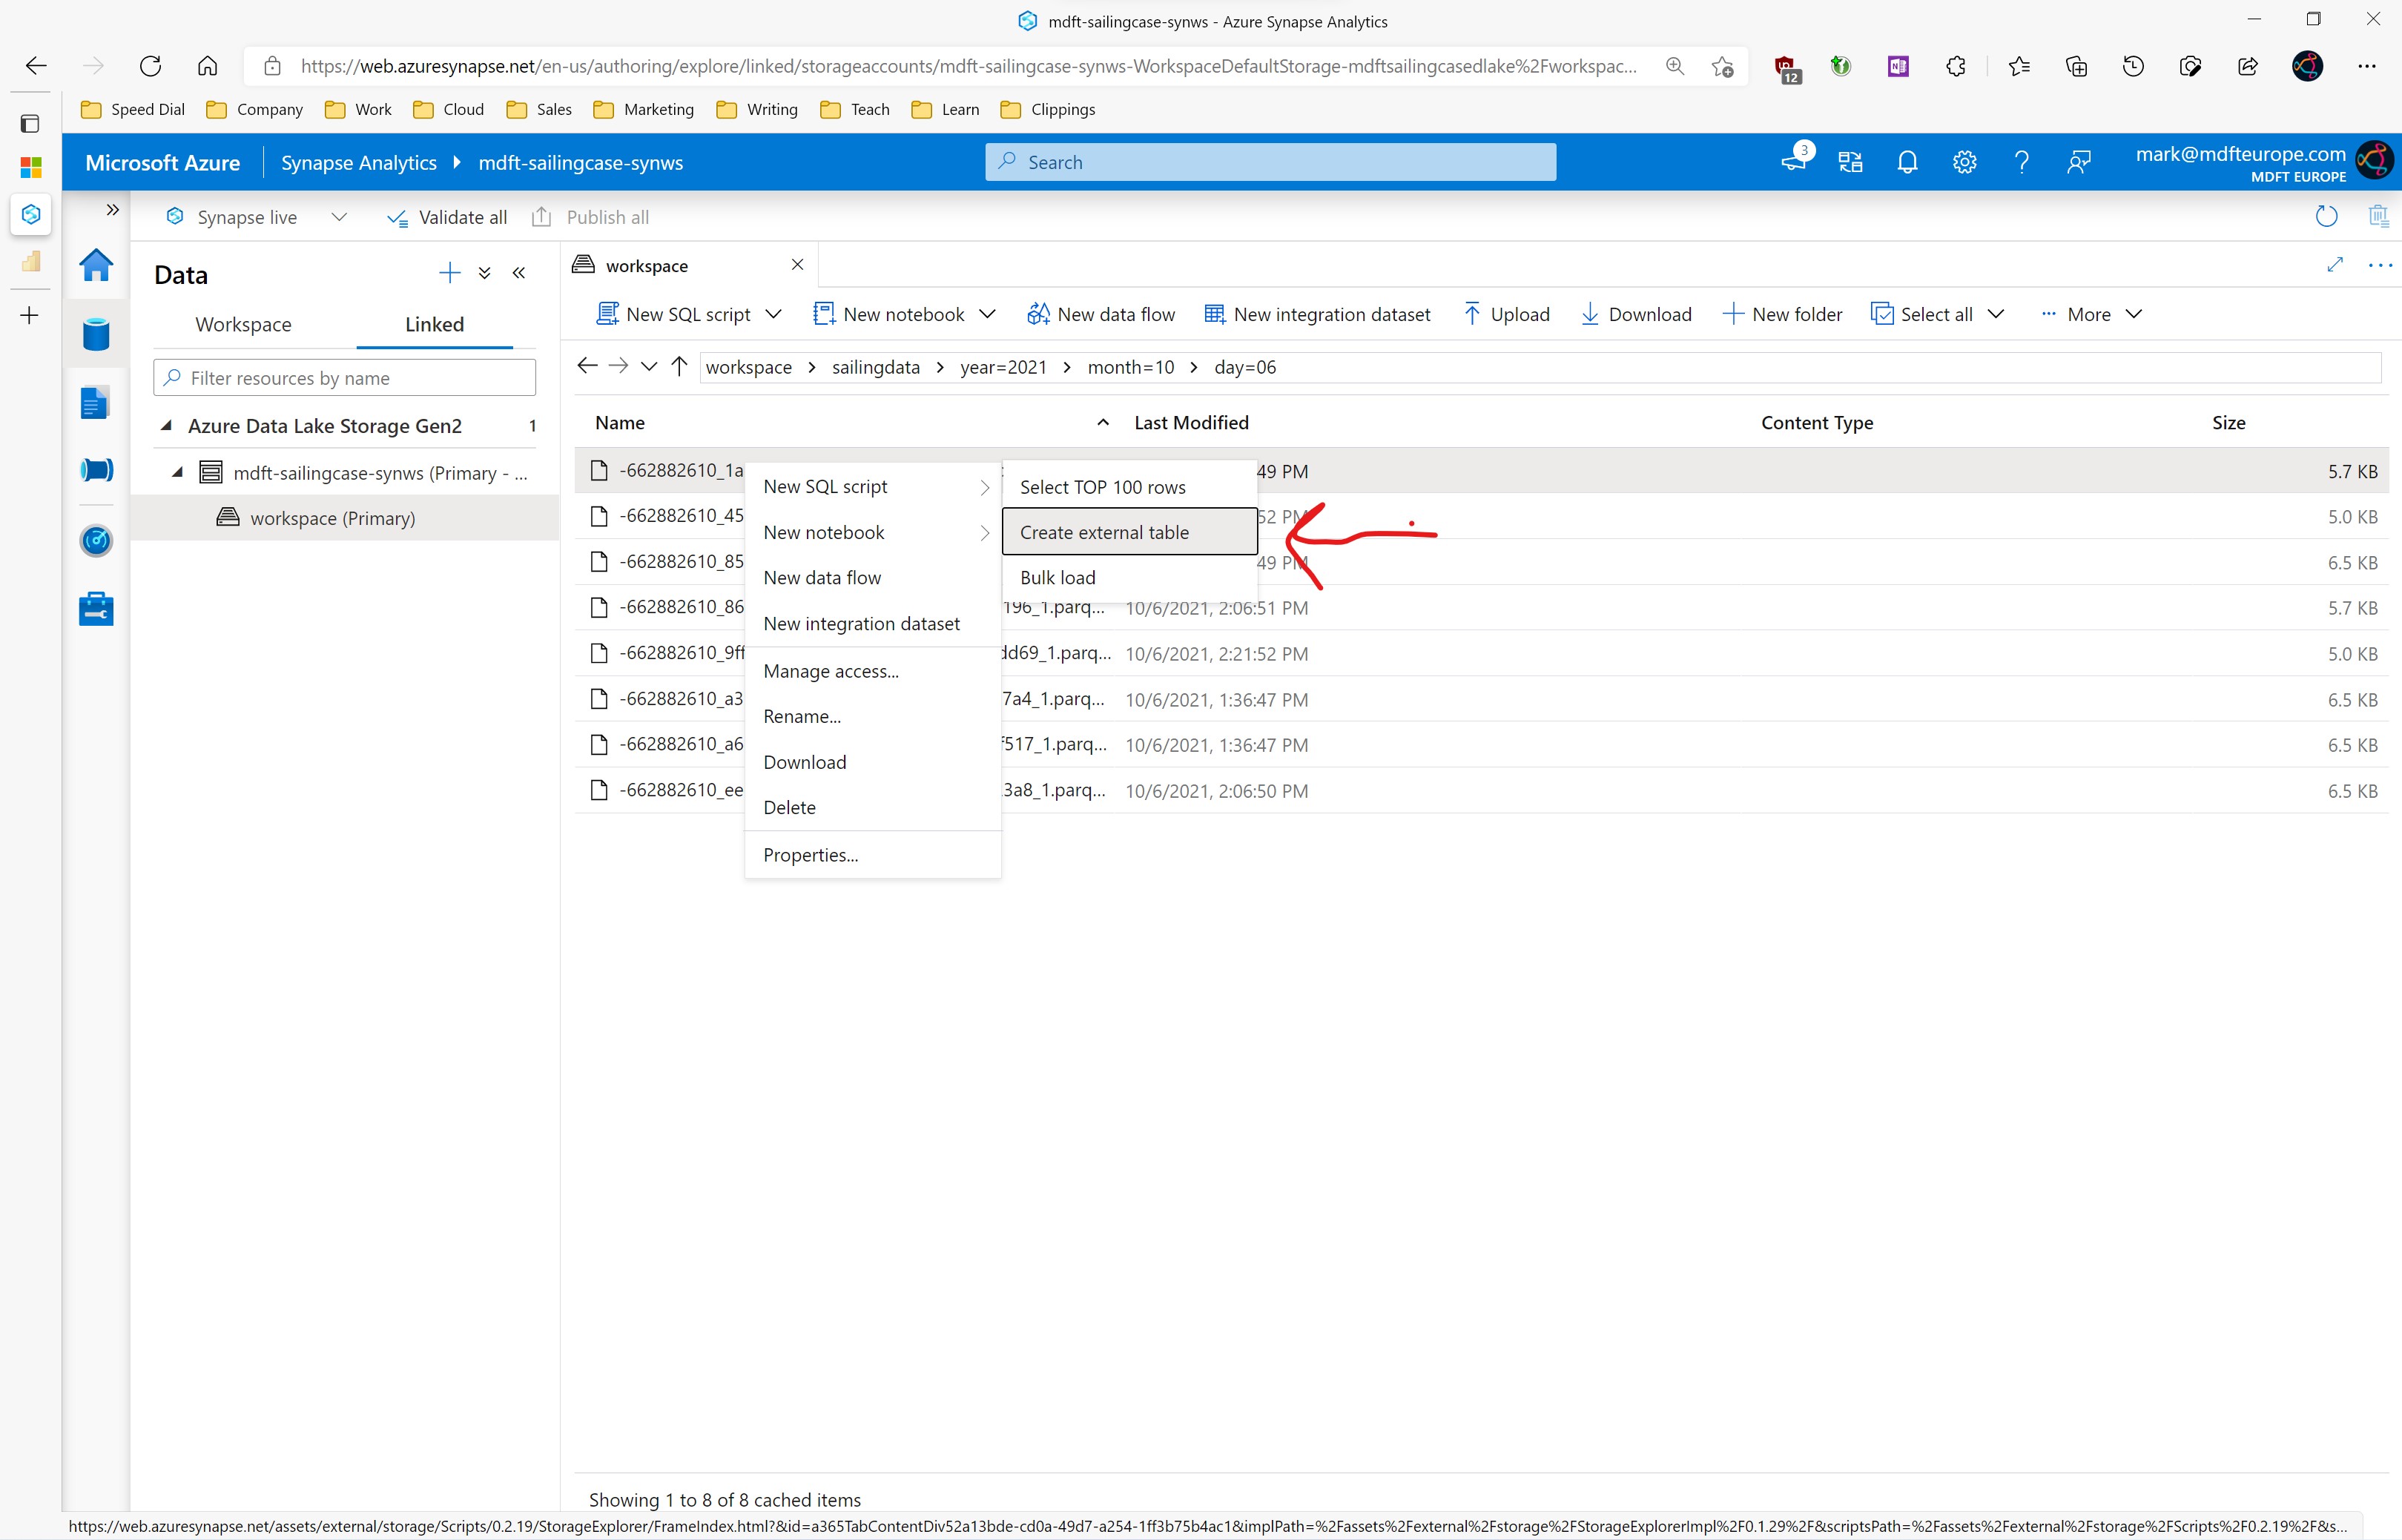 mdft-sailingcase-synws - Azure Synapse Analytics
https://web.azuresynapse.net/en-us/authoring/explore/linked/storageaccounts/mdft-sailingcase-synws-WorkspaceDefaultStorage-mdftsailingcasedlake%2Fworkspac...
12
Speed Dial Company Work Cloud Sales Marketing Writing Teach Learn Clippings
Microsoft Azure Synapse Analytics mdft-sailingcase-synws Search 3 mark@mdfteurope.com
MDFT EUROPE
Synapse live Validate all Publish all
Data
workspace
Workspace Linked
New SQL script New notebook New data flow New integration dataset Upload Download New folder Select all More
Filter resources by name
workspace sailingdata year=2021 month=10 day=06
Azure Data Lake Storage Gen2 1
mdft-sailingcase-synws (Primary - ...
workspace (Primary)
Name Last Modified Content Type Size
-662882610_1a 49 PM 5.7 KB
-662882610_45 52 PM 5.0 KB
-662882610_85 49 PM 6.5 KB
-662882610_86 196_1.parq... 10/6/2021, 2:06:51 PM 5.7 KB
-662882610_9ff dd69_1.parq... 10/6/2021, 2:21:52 PM 5.0 KB
-662882610_a3 7a4_1.parq... 10/6/2021, 1:36:47 PM 6.5 KB
-662882610_a6 f517_1.parq... 10/6/2021, 1:36:47 PM 6.5 KB
-662882610_ee 3a8_1.parq... 10/6/2021, 2:06:50 PM 6.5 KB
New SQL script
New notebook
New data flow
New integration dataset
Manage access...
Rename...
Download
Delete
Properties...
Select TOP 100 rows
Create external table
Bulk load
Showing 1 to 8 of 8 cached items
https://web.azuresynapse.net/assets/external/storage/Scripts/0.2.19/StorageExplorer/FrameIndex.html?&id=a365TabContentDiv52a13bde-cd0a-49d7-a254-1ff3b75b4ac1&implPath=%2Fassets%2Fexternal%2Fstorage%2FStorageExplorerImpl%2F0.1.29%2F&scriptsPath=%2Fassets%2Fexternal%2Fstorage%2FScripts%2F0.2.19%2F&s...